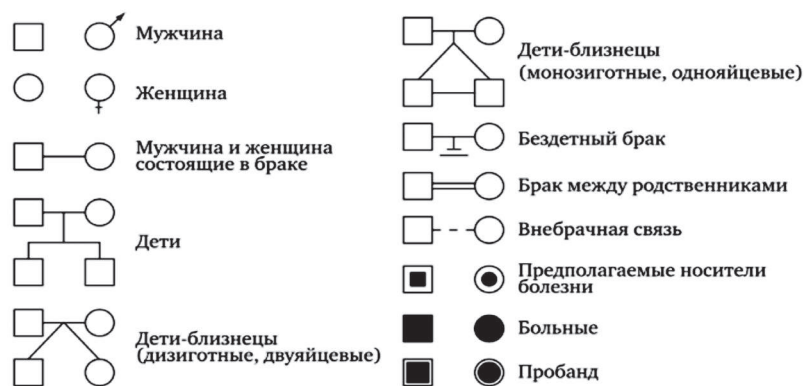 Мужчина
Женщина
Мужчина и женщина
состоящие в браке
Дети
Дети-близнецы
(дизиготные, двуяйцевые)
Дети-близнецы
(монозиготные, однояйцевые)
Бездетный брак
Брак между родственниками
Внебрачная связь
Предполагаемые носители
болезни
Больные
Пробанд